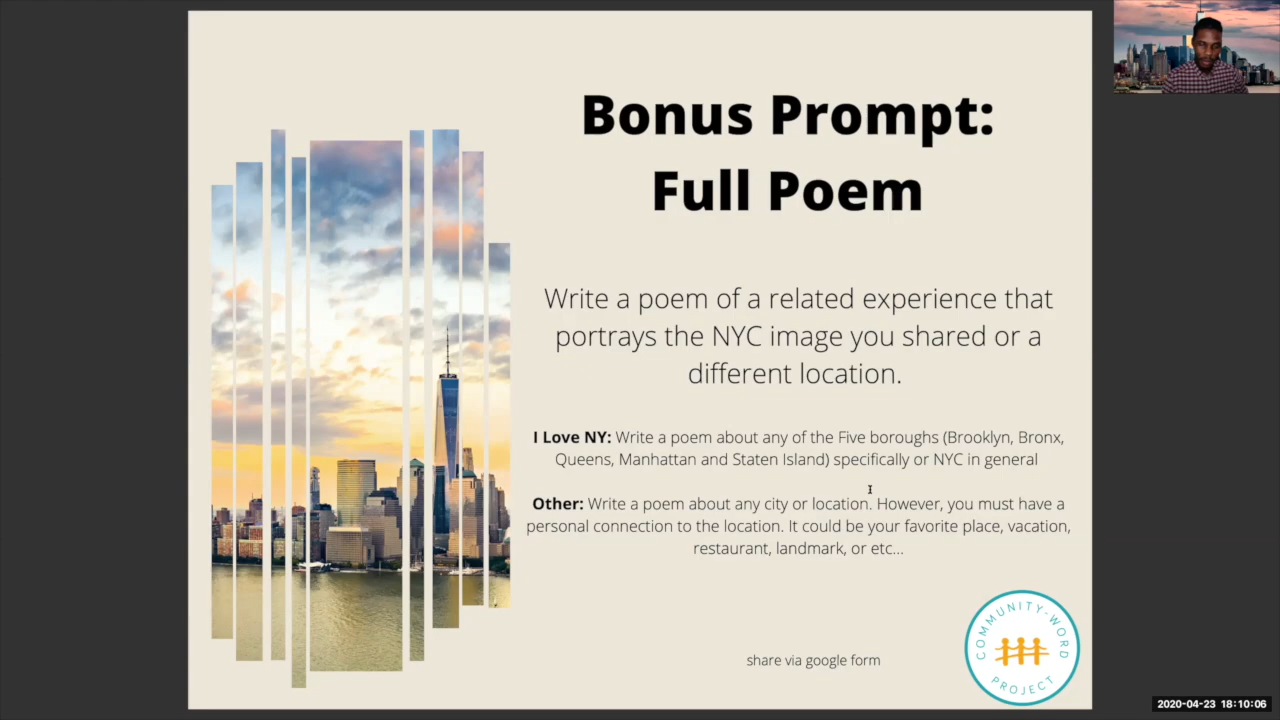 Bonus Prompt:
Full Poem
Write a poem of a related experience that
portrays the NYC image you shared or a
different location.
I Love NY: Write a poem about any of the Five boroughs (Brooklyn, Bronx,
Queens, Manhattan and Staten Island) specifically or NYC in general
Other: Write a poem about any city or location. However, you must have a
personal connection to the location. It could be your favorite place, vacation,
restaurant, landmark, or etc...
share via google form
COMMUNITY-WORD
PROJECT
2020-04-23 18:10:06